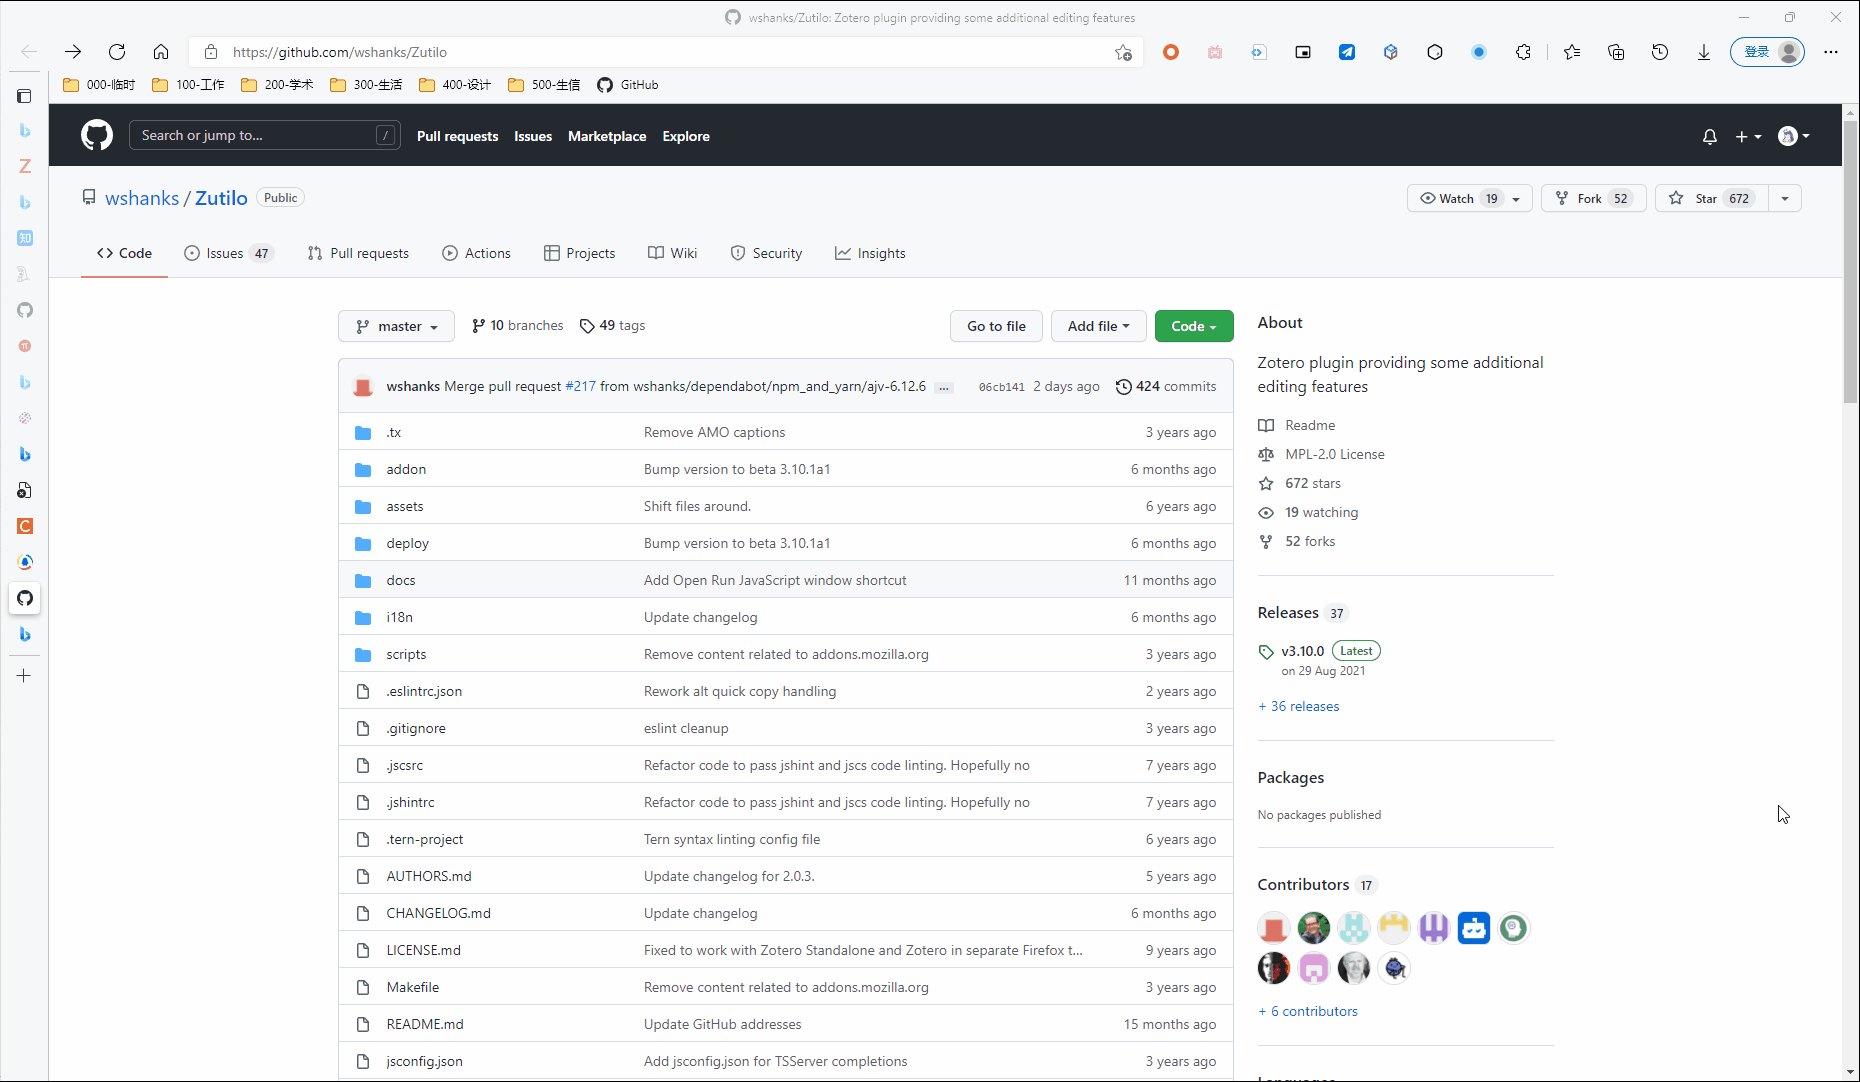 wshanks/Zutilo: Zotero plugin providing some additional editing features
https://github.com/wshanks/Zutilo
登录
000-临时 100-工作 200-学术 300-生活 400-设计 500-生信 GitHub
Search or jump to... / Pull requests Issues Marketplace Explore
wshanks / Zutilo Public
Watch 19 Fork 52 Star 672
Code Issues 47 Pull requests Actions Projects Wiki Security Insights
master 10 branches 49 tags Go to file Add file Code
wshanks Merge pull request #217 from wshanks/dependabot/npm_and_yarn/ajv-6.12.6 ... 06cb141 2 days ago 424 commits
.tx Remove AMO captions 3 years ago
addon Bump version to beta 3.10.1a1 6 months ago
assets Shift files around. 6 years ago
deploy Bump version to beta 3.10.1a1 6 months ago
docs Add Open Run JavaScript window shortcut 11 months ago
i18n Update changelog 6 months ago
scripts Remove content related to addons.mozilla.org 3 years ago
.eslintrc.json Rework alt quick copy handling 2 years ago
.gitignore eslint cleanup 3 years ago
.jscsrc Refactor code to pass jshint and jscs code linting. Hopefully no 7 years ago
.jshintrc Refactor code to pass jshint and jscs code linting. Hopefully no 7 years ago
.tern-project Tern syntax linting config file 6 years ago
AUTHORS.md Update changelog for 2.0.3. 5 years ago
CHANGELOG.md Update changelog 6 months ago
LICENSE.md Fixed to work with Zotero Standalone and Zotero in separate Firefox t... 9 years ago
Makefile Remove content related to addons.mozilla.org 3 years ago
README.md Update GitHub addresses 15 months ago
jsconfig.json Add jsconfig.json for TSServer completions 3 years ago
About
Zotero plugin providing some additional
editing features
Readme
MPL-2.0 License
672 stars
19 watching
52 forks
Releases 37
v3.10.0 Latest
on 29 Aug 2021
+ 36 releases
Packages
No packages published
Contributors 17
+ 6 contributors